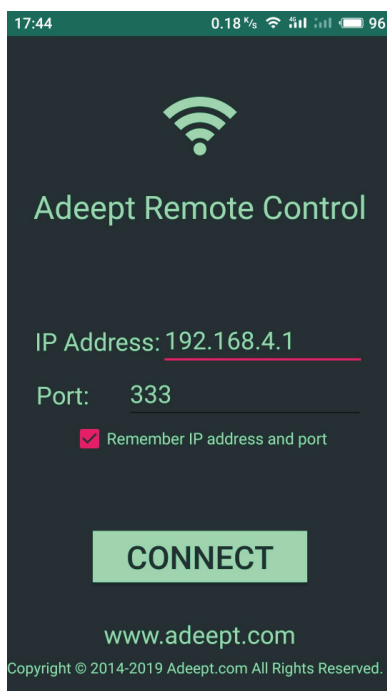 17:44 0.18 K/s 4G 96
Adeept Remote Control
IP Address: 192.168.4.1
Port: 333
Remember IP address and port
CONNECT
www.adeept.com
Copyright © 2014-2019 Adeept.com All Rights Reserved.